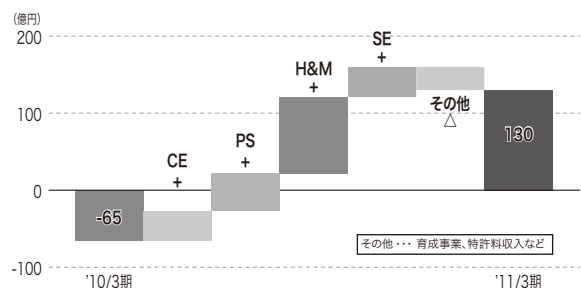 (億円)
200
SE
+
H&M
+
その他
△
100
PS
+
130
CE
+
0
-65
その他 ･･･ 育成事業、特許料収入など
-100
'10/3期
'11/3期